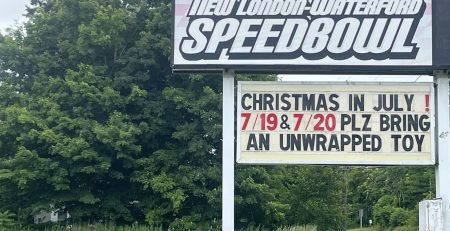 NEW LONDON-WATERFORD
SPEEDBOWL
CHRISTMAS IN JULY !
7/19 & 7/20 PLZ BRING
AN UNWRAPPED TOY